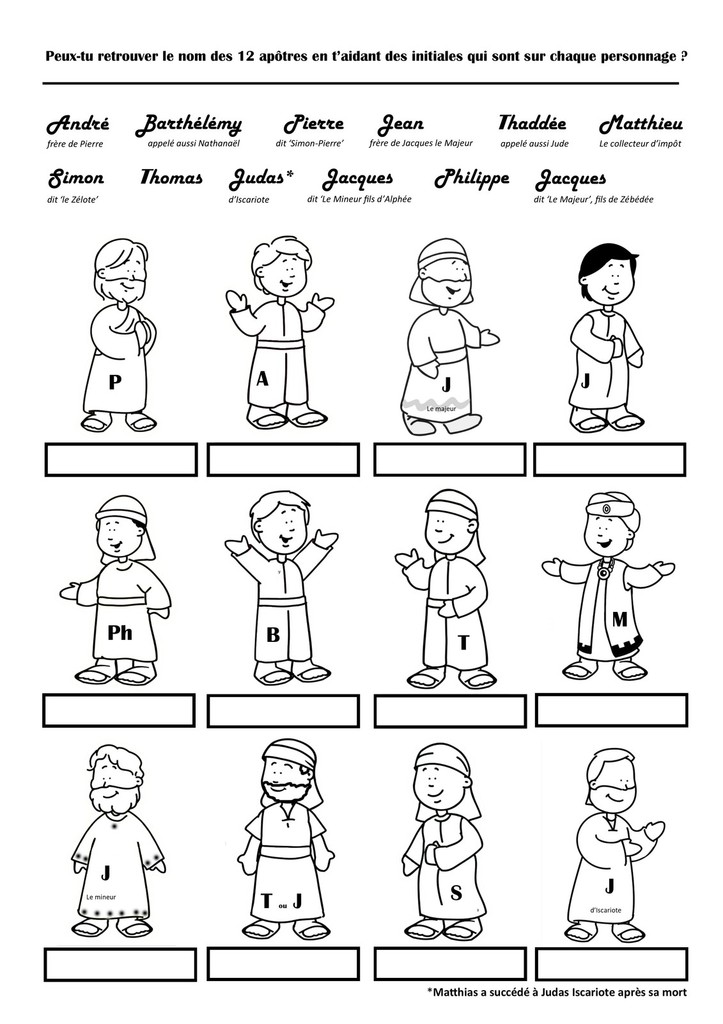 Peux-tu retrouver le nom des 12 apôtres en t'aidant des initiales qui sont sur chaque personnage ?
André Barthélémy Pierre Jean Thaddée Matthieu
frère de Pierre appelé aussi Nathanaël dit 'Simon-Pierre' frère de Jacques le Majeur appelé aussi Jude Le collecteur d'impôt
Simon Thomas Judas* Jacques Philippe Jacques
dit 'le Zélote' d'Iscariote dit 'Le Mineur fils d'Alphée dit 'Le Majeur', fils de Zébédée
P A J J
Le majeur
Ph B T M
J T ou J S J
Le mineur d'Iscariote
*Matthias a succédé à Judas Iscariote après sa mort